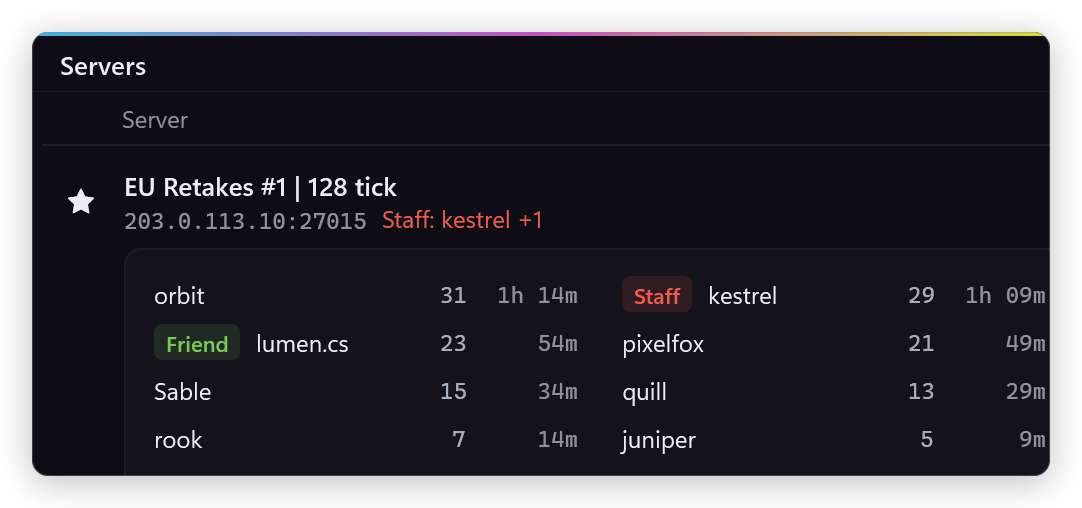 Servers
Server
EU Retakes #1 | 128 tick
203.0.113.10:27015 Staff: kestrel +1
orbit 31 1h 14m Staff kestrel 29 1h 09m
Friend lumen.cs 23 54m pixelfox 21 49m
Sable 15 34m quill 13 29m
rook 7 14m juniper 5 9m